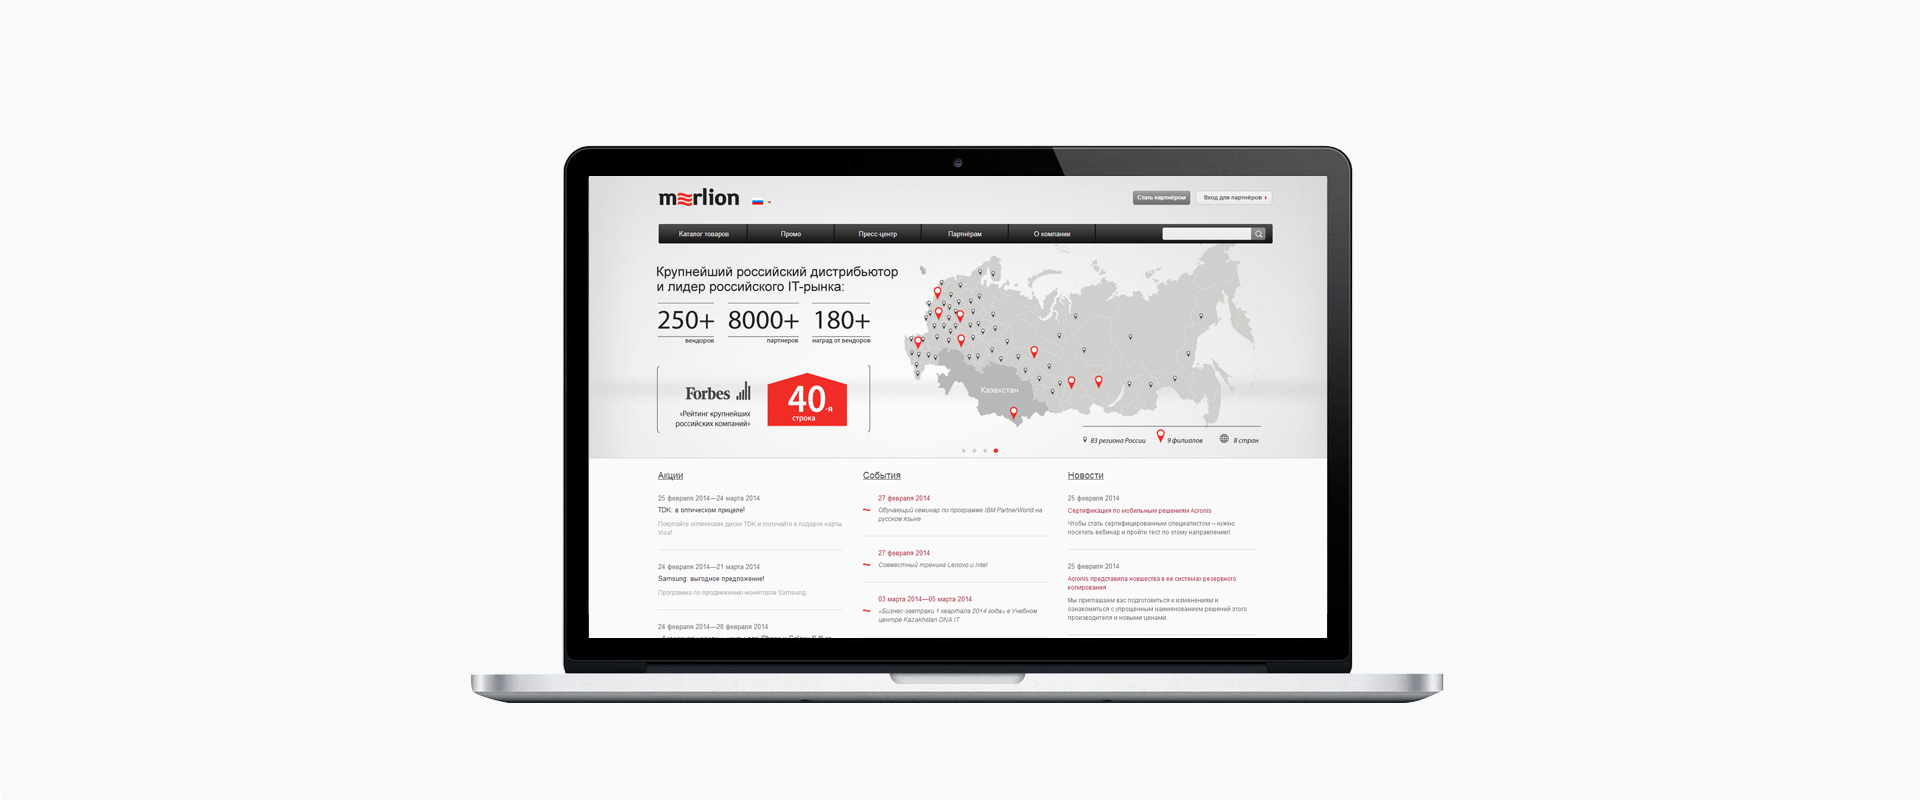 merlion
Стать партнёром
Вход для партнёров
Каталог товаров
Промо
Пресс-центр
Партнёрам
О компании
Крупнейший российский дистрибьютор
и лидер российского IT-рынка:
250+ 8000+ 180+
вендоров партнеров наград от вендоров
Forbes
«Рейтинг крупнейших
российских компаний»
40-я
строка
Казахстан
83 региона России
9 филиалов
8 стран
Акции
25 февраля 2014—24 марта 2014
TDK: в оптическом прицеле!
Покупайте оптические диски TDK и получайте в подарок карты
Visa!
24 февраля 2014—21 марта 2014
Samsung: выгодное предложение!
Программа по продвижению мониторов Samsung
24 февраля 2014—28 февраля 2014
События
27 февраля 2014
Обучающий семинар по программе IBM PartnerWorld на
русском языке
27 февраля 2014
Совместный тренинг Lenovo и Intel
03 марта 2014—05 марта 2014
«Бизнес-завтраки 1 квартала 2014 года» в Учебном
центре Kazakhstan DNA IT
Новости
25 февраля 2014
Сертификация по мобильным решениям Acronis
Чтобы стать сертифицированным специалистом – нужно
посетить вебинар и пройти тест по этому направлению!
25 февраля 2014
Acronis представила новшества в ее системах резервного
копирования
Мы приглашаем вас подготовиться к изменениям и
ознакомиться с упрощенным наименованием решений этого
производителя и новыми ценами.